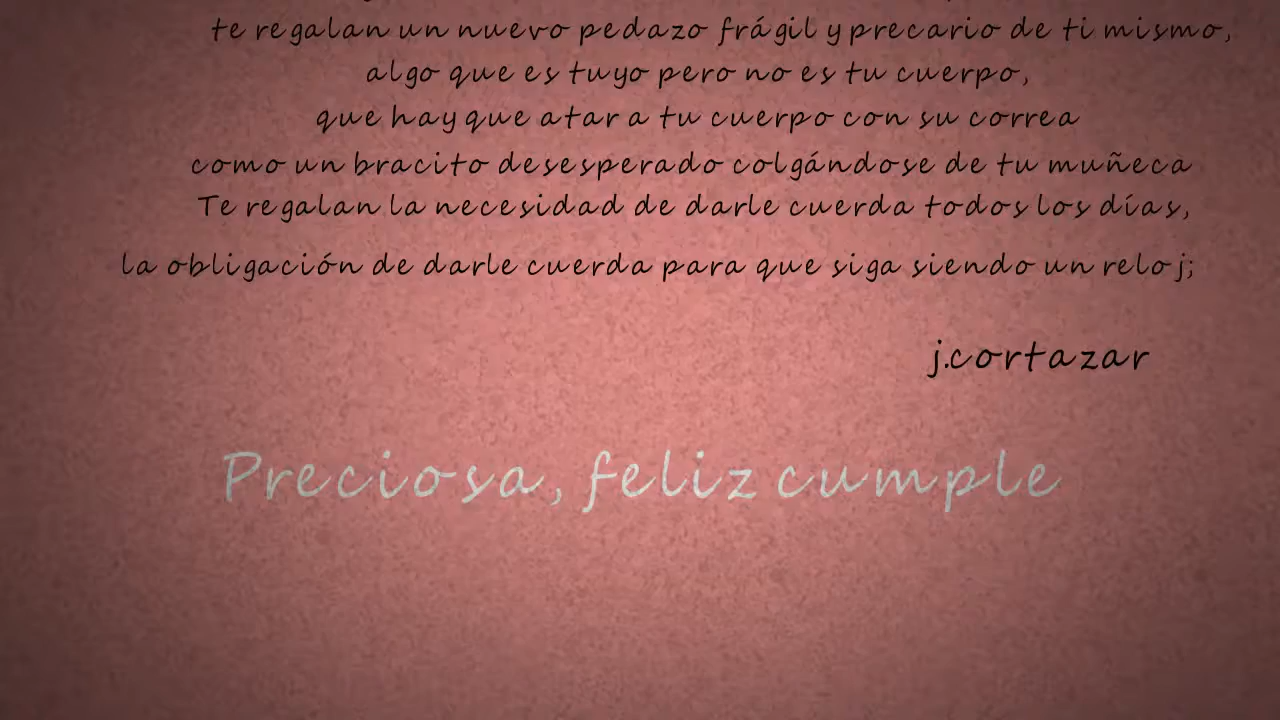 te regalan un nuevo pedazo frágil y precario de ti mismo,
algo que es tuyo pero no es tu cuerpo,
que hay que atar a tu cuerpo con su correa
como un bracito desesperado colgándose de tu muñeca
Te regalan la necesidad de darle cuerda todos los días,
la obligación de darle cuerda para que siga siendo un reloj;
j.cortazar
Preciosa, feliz cumple